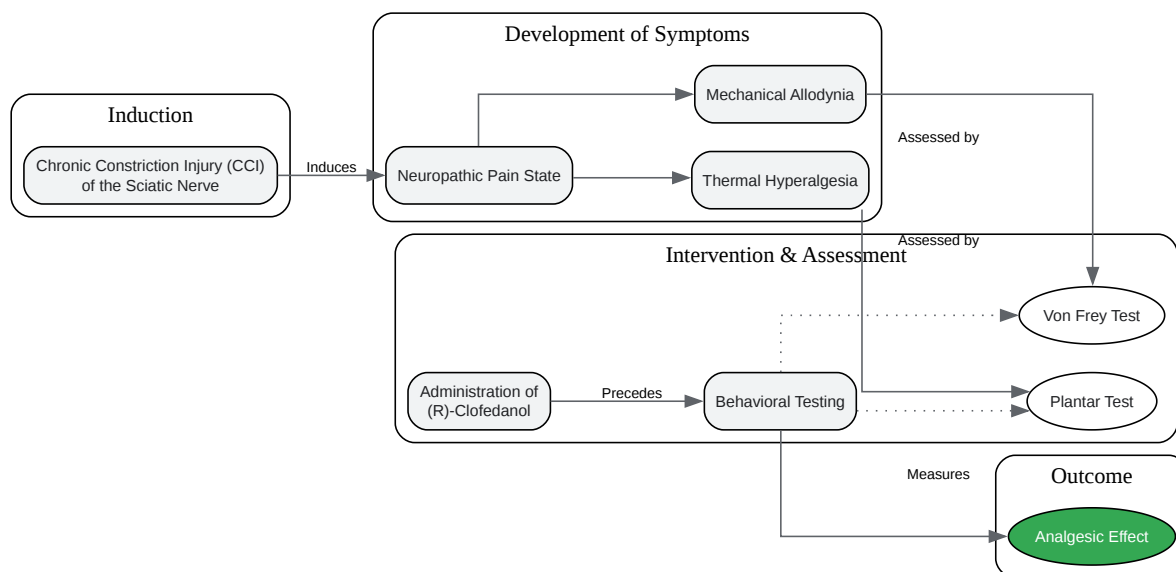 Development of Symptoms
Mechanical Allodynia
Induction
Assessed by
Chronic Constriction Injury (CCI)
of the Sciatic Nerve
Induces
Neuropathic Pain State
Thermal Hyperalgesia
Assessed by
Intervention & Assessment
Von Frey Test
Administration of
(R)-Clofedanol
Precedes
Behavioral Testing
Plantar Test
Measures
Outcome
Analgesic Effect